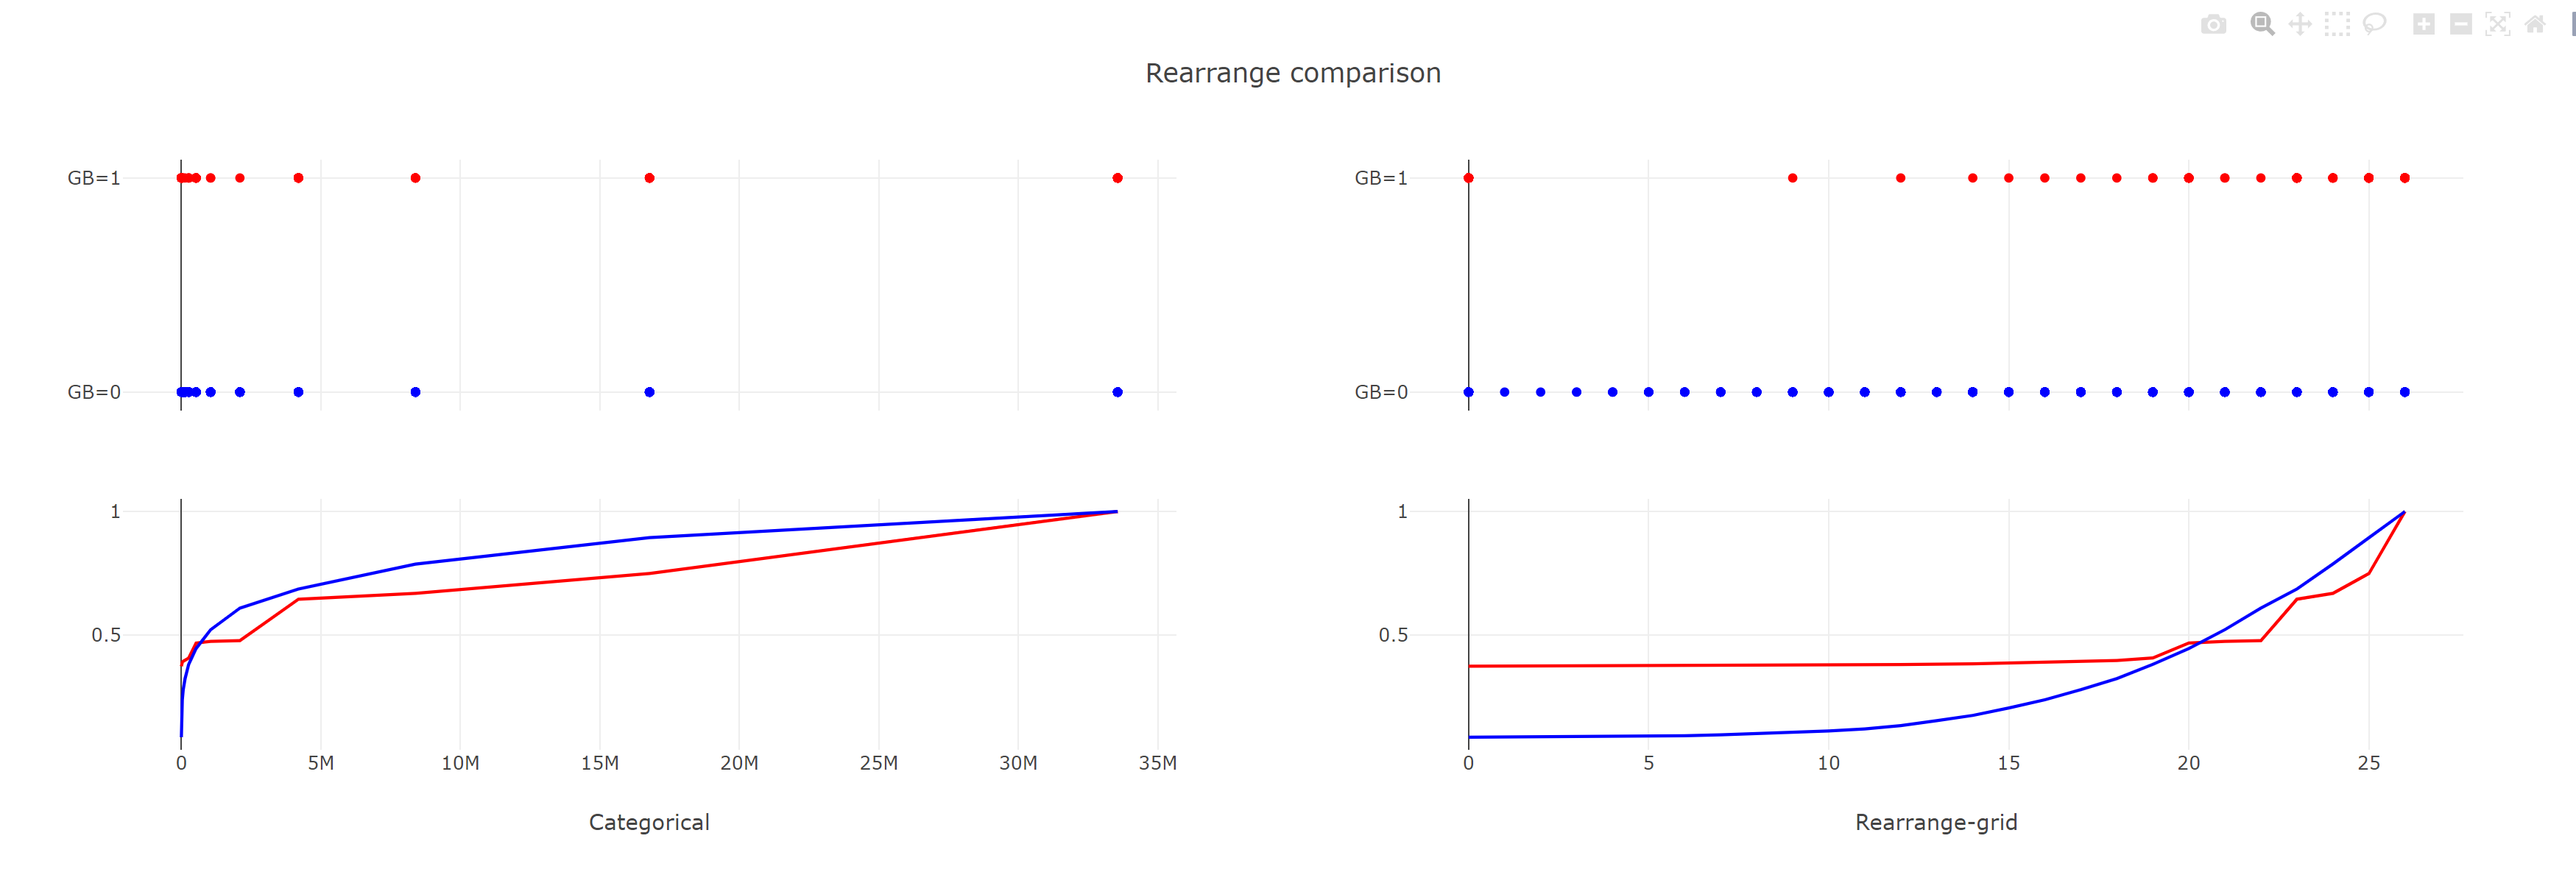 Rearrange comparison
GB=1
GB=0
1
0.5
0 5M 10M 15M 20M 25M 30M 35M
Categorical
GB=1
GB=0
1
0.5
0 5 10 15 20 25
Rearrange-grid